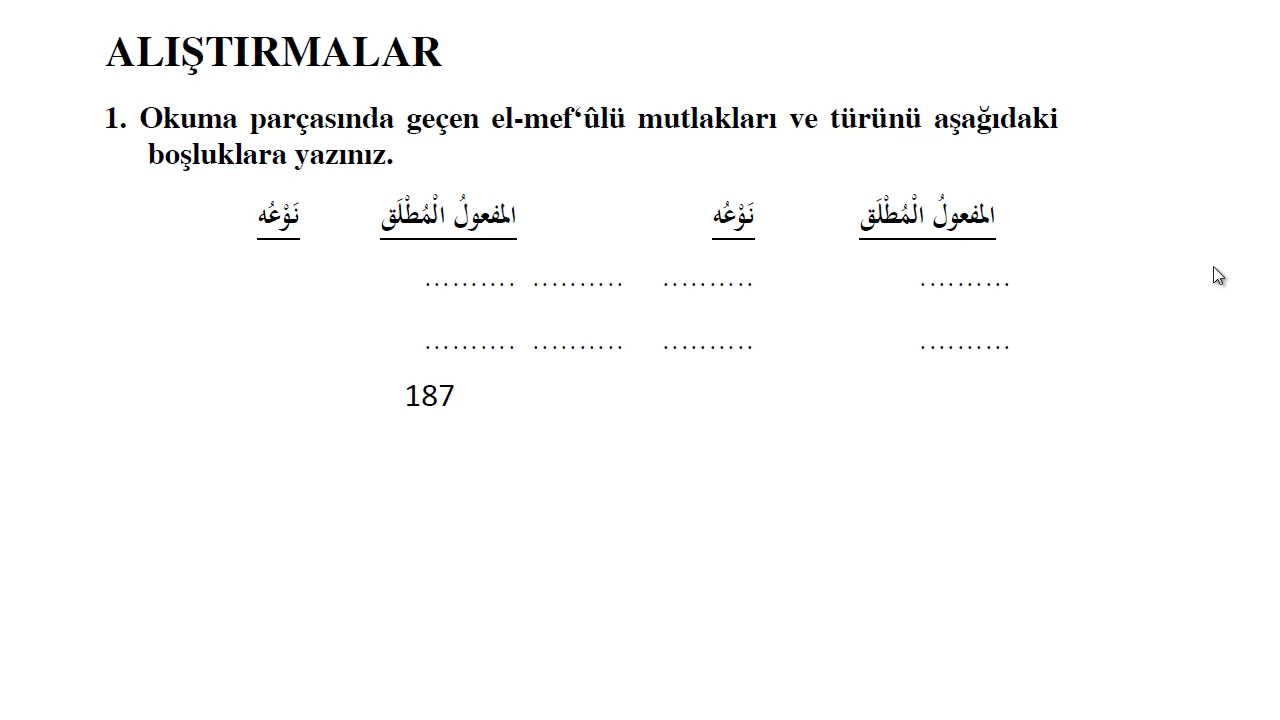 ALIŞTIRMALAR
1. Okuma parçasında geçen el-mef‘ûlü mutlakları ve türünü aşağıdaki
boşluklara yazınız.
المفعولُ الْمُطْلَق نَوْعُه المفعولُ الْمُطْلَق نَوْعُه
.......... .......... .......... ..........
.......... .......... .......... ..........
187